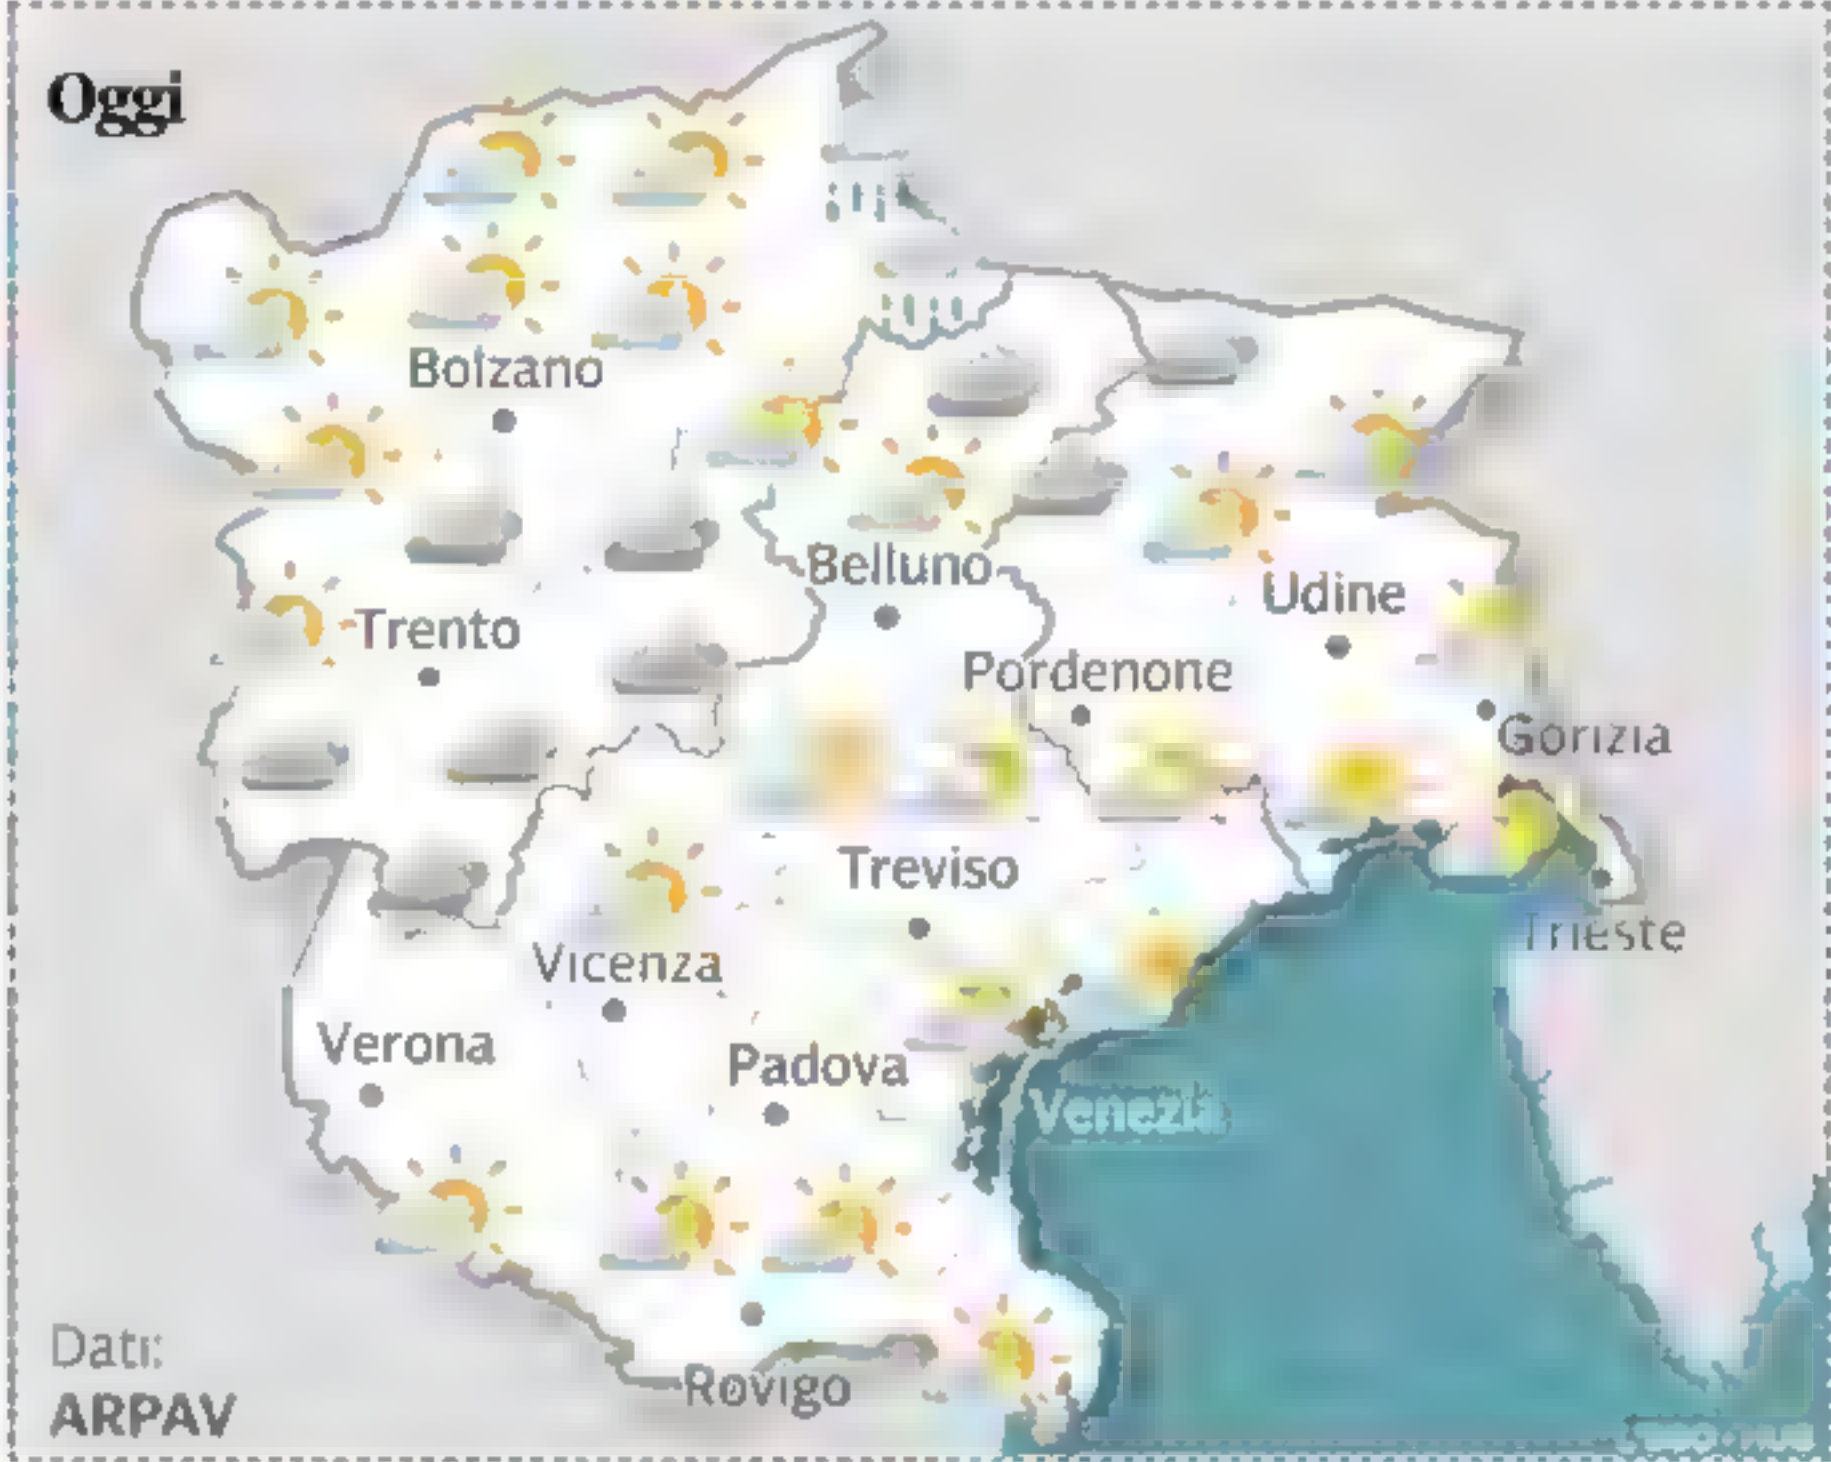 Oggi
Bolzano
Belluno
Udine
Trento
Pordenone
Gorizia
Treviso
Trieste
Vicenza
Verona
Padova
Venezia
Rovigo
Dati:
ARPAV